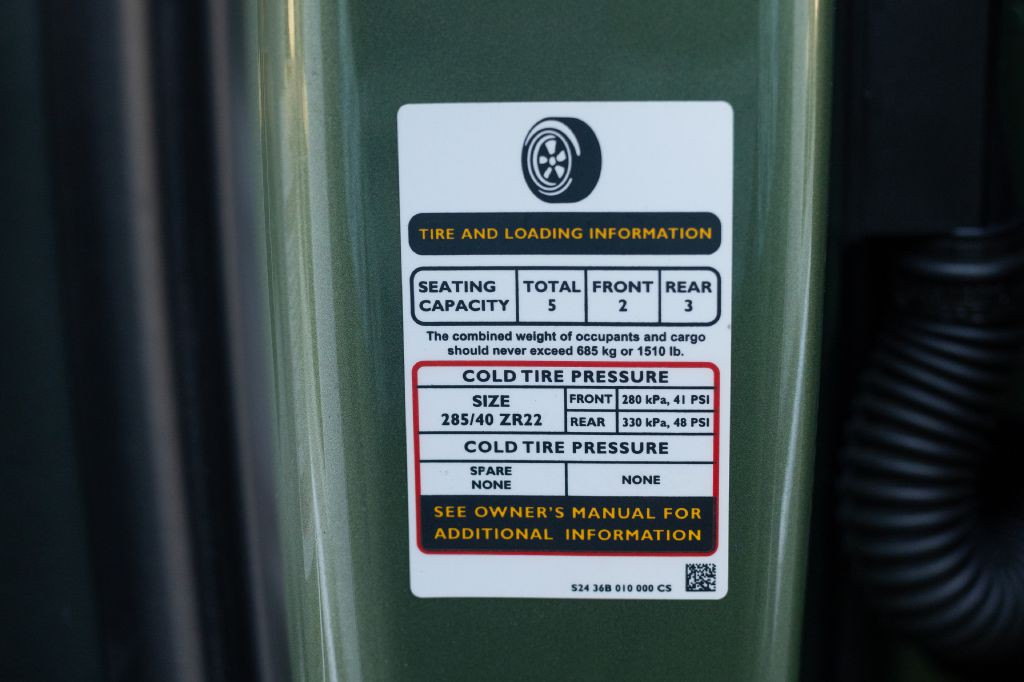 TIRE AND LOADING INFORMATION
SEATING CAPACITY TOTAL 5 FRONT 2 REAR 3
The combined weight of occupants and cargo
should never exceed 685 kg or 1510 lb.
COLD TIRE PRESSURE
SIZE 285/40 ZR22 FRONT 280 kPa, 41 PSI
REAR 330 kPa, 48 PSI
COLD TIRE PRESSURE
SPARE NONE NONE
SEE OWNER'S MANUAL FOR
ADDITIONAL INFORMATION
S24 36B 010 000 CS